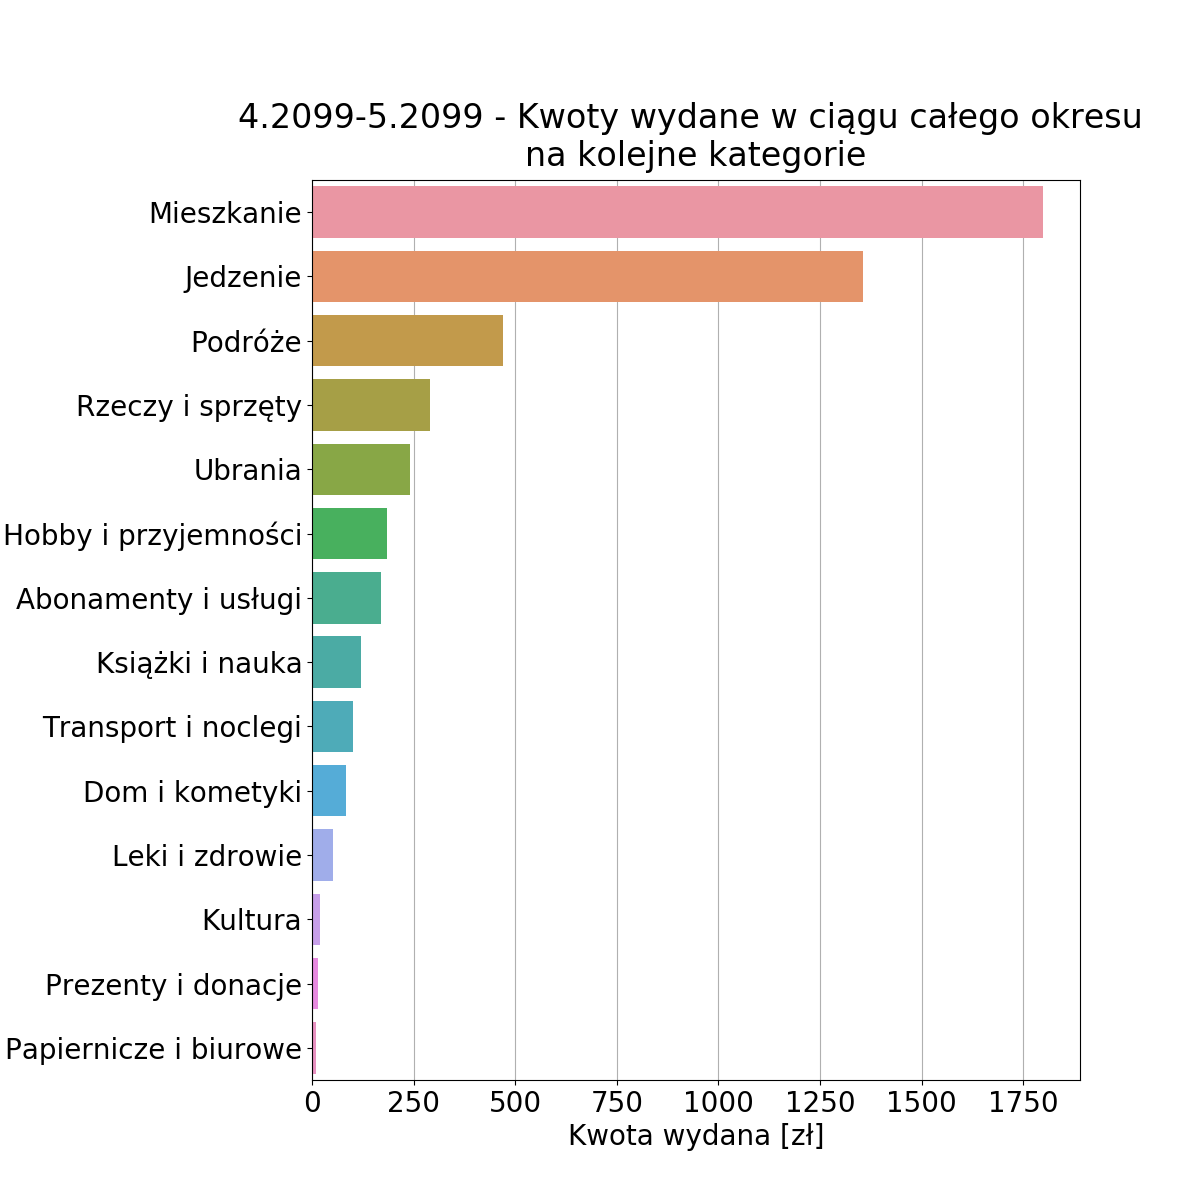 4.2099-5.2099 - Kwoty wydane w ciągu całego okresu
na kolejne kategorie
Mieszkanie
Jedzenie
Podróże
Rzeczy i sprzęty
Ubrania
Hobby i przyjemności
Abonamenty i usługi
Książki i nauka
Transport i noclegi
Dom i kometyki
Leki i zdrowie
Kultura
Prezenty i donacje
Papiernicze i biurowe
0 250 500 750 1000 1250 1500 1750
Kwota wydana [zł]